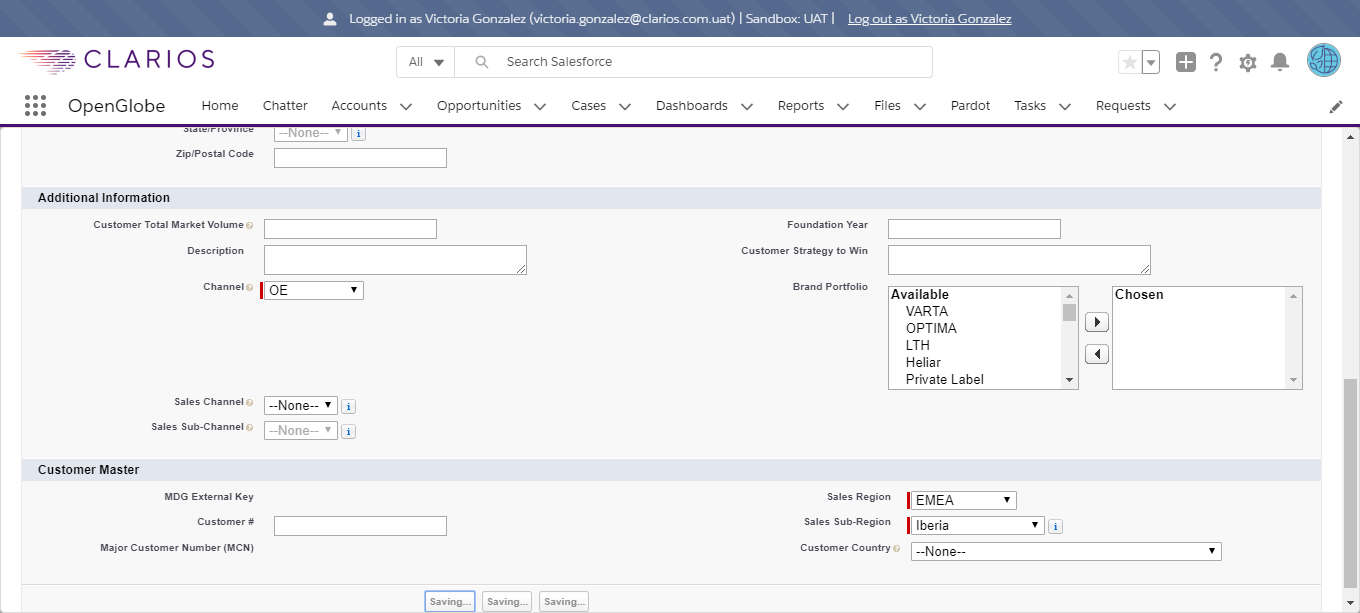 Logged in as Victoria Gonzalez (victoria.gonzalez@clarios.com.uat) | Sandbox: UAT | Log out as Victoria Gonzalez
CLARIOS
All Search Salesforce
OpenGlobe Home Chatter Accounts Opportunities Cases Dashboards Reports Files Pardot Tasks Requests
State/Province --None--
Zip/Postal Code
Additional Information
Customer Total Market Volume Foundation Year
Description Customer Strategy to Win
Channel OE Brand Portfolio
Available Chosen
VARTA
OPTIMA
LTH
Heliar
Private Label
Sales Channel --None--
Sales Sub-Channel --None--
Customer Master
MDG External Key Sales Region EMEA
Customer # Sales Sub-Region Iberia
Major Customer Number (MCN) Customer Country --None--
Saving... Saving... Saving...